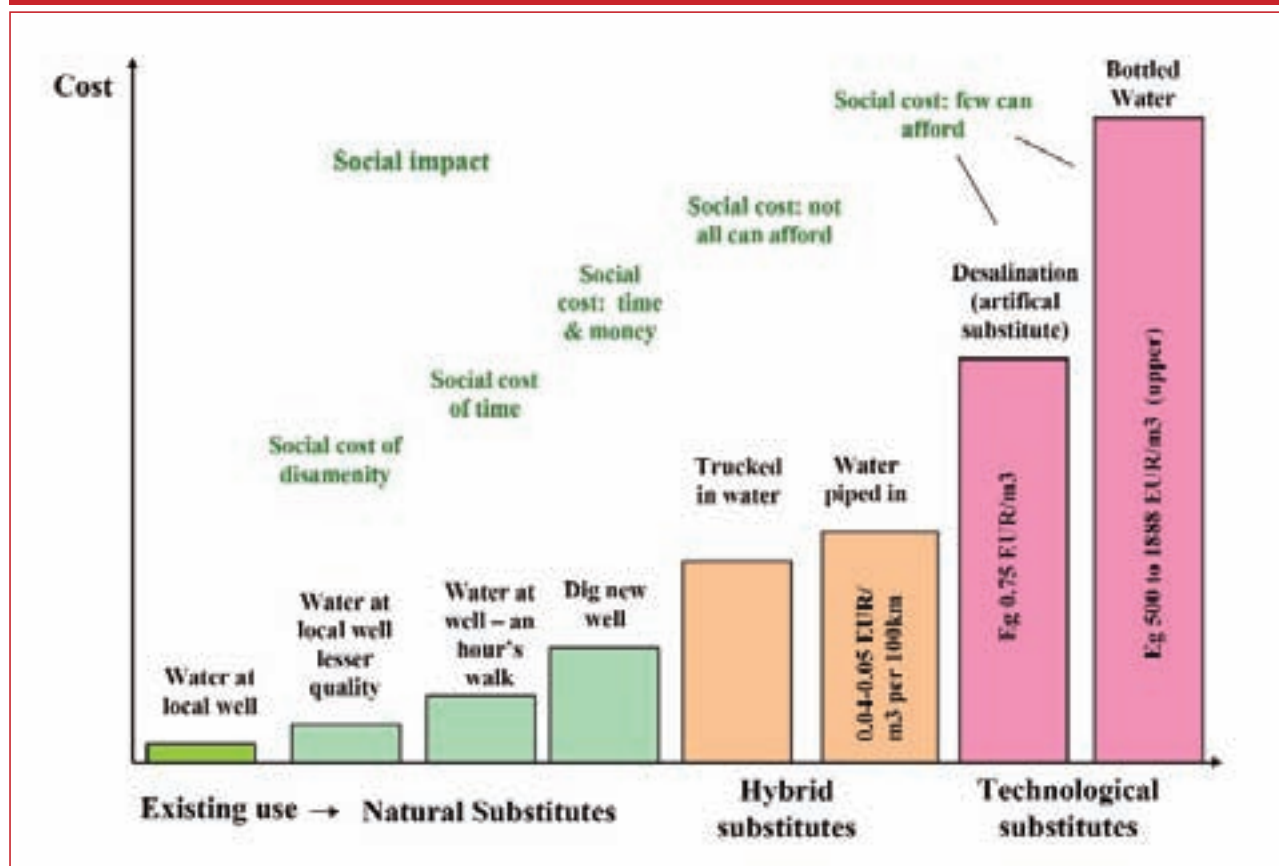 Cost
Social impact
Social cost of
disamenity
Social cost
of time
Social
cost: time
& money
Social cost: not
all can afford
Social cost: few can
afford
Water at
local well
Water at
local well
lesser
quality
Water at
well – an
hour's
walk
Dig new
well
Trucked
in water
Water
piped in
0.04-0.05 EUR/
m3 per 100km
Desalination
(artifical
substitute)
Eg 0.75 EUR/m3
Bottled
Water
Eg 500 to 1888 EUR/m3 (upper)
Existing use → Natural Substitutes
Hybrid
substitutes
Technological
substitutes